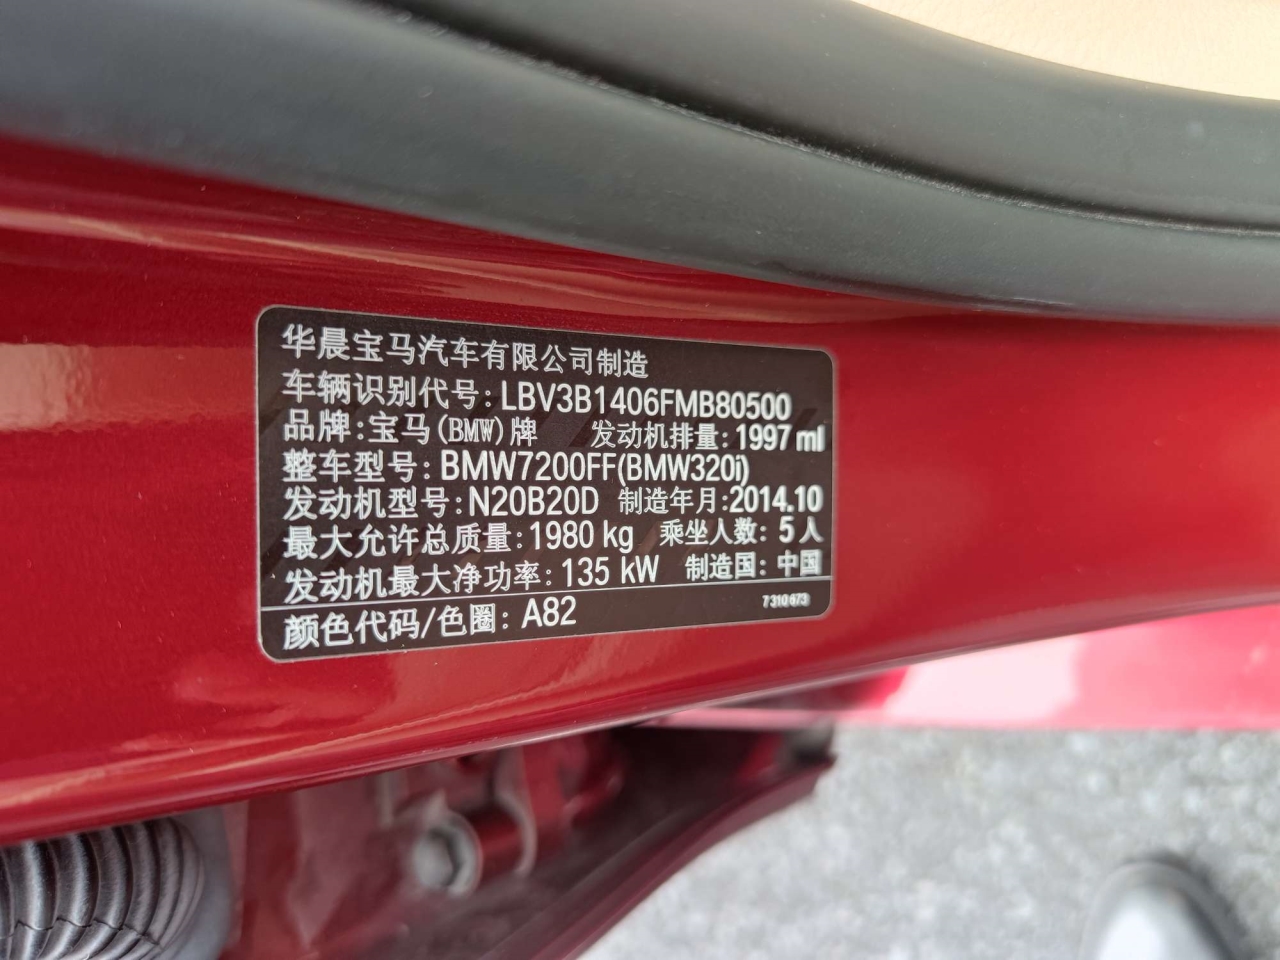 华晨宝马汽车有限公司制造
车辆识别代号: LBV3B1406FMB80500
品牌:宝马(BMW)牌 发动机排量: 1997 ml
整车型号: BMW7200FF(BMW320i)
发动机型号: N20B20D 制造年月:2014.10
最大允许总质量: 1980 kg 乘坐人数: 5人
发动机最大净功率: 135 kW 制造国: 中国
颜色代码/色圈: A82 7310673